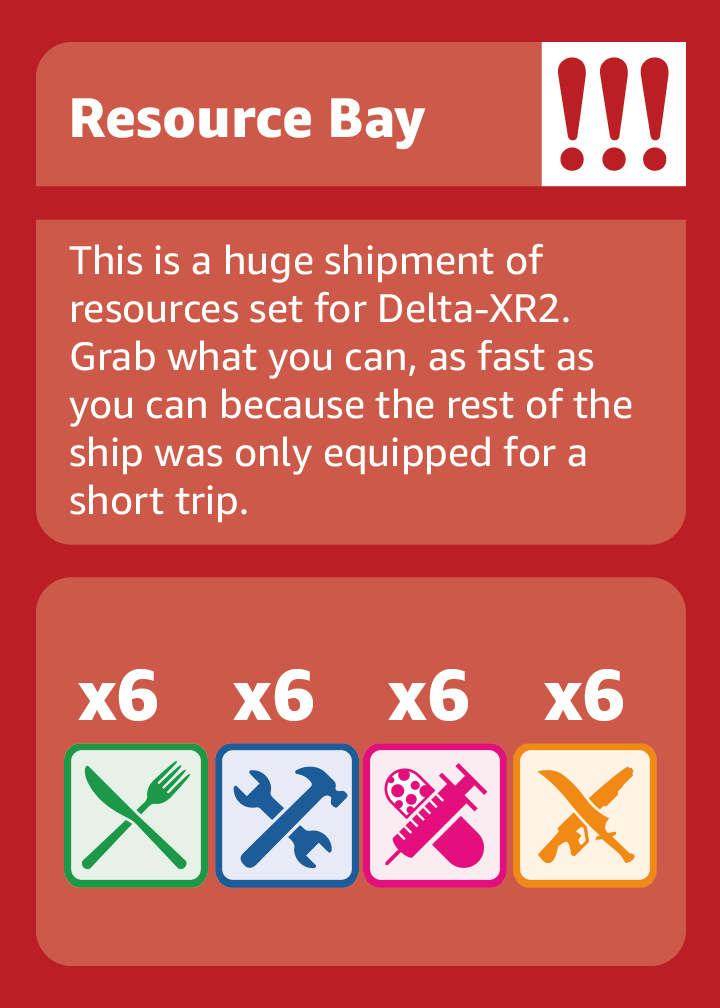 Resource Bay
!!!
This is a huge shipment of
resources set for Delta-XR2.
Grab what you can, as fast as
you can because the rest of the
ship was only equipped for a
short trip.
x6 x6 x6 x6